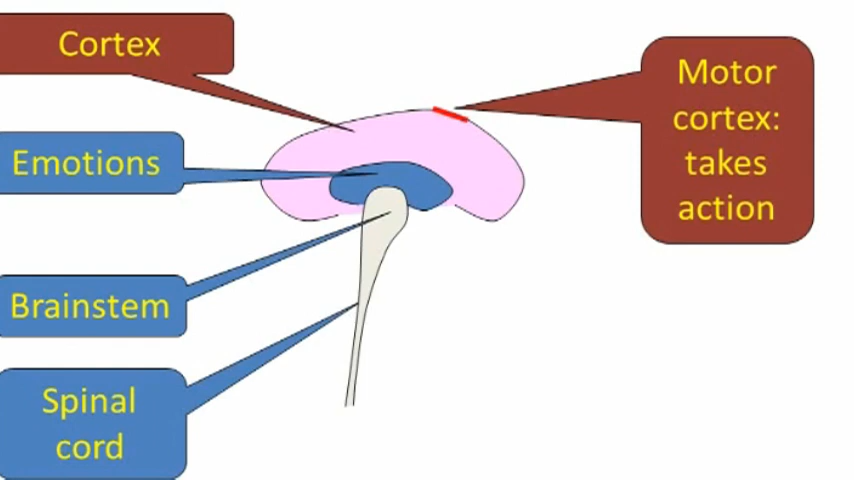 Cortex
Emotions
Brainstem
Spinal
cord
Motor
cortex:
takes
action